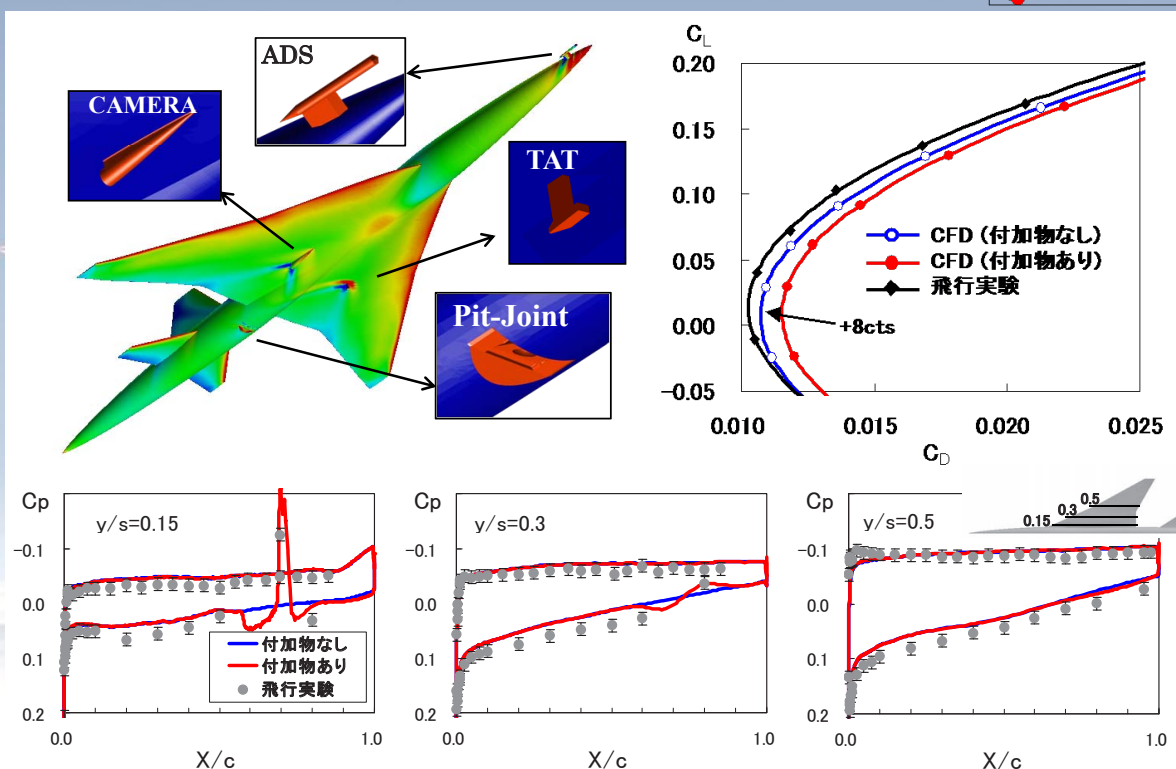 ADS
CAMERA
TAT
Pit-Joint
CL
0.20
0.15
0.10
0.05
0.00
−0.05
CFD (付加物なし)
CFD (付加物あり)
飛行実験
+8cts
0.010
0.015
0.020
0.025
CD
Cp
y/s=0.15
-0.1
0.0
0.1
0.2
付加物なし
付加物あり
飛行実験
0.0
1.0
X/c
Cp
y/s=0.3
-0.1
0.0
0.1
0.2
0.0
1.0
X/c
Cp
y/s=0.5
0.5
0.3
0.15
-0.1
0.0
0.1
0.2
0.0
1.0
X/c